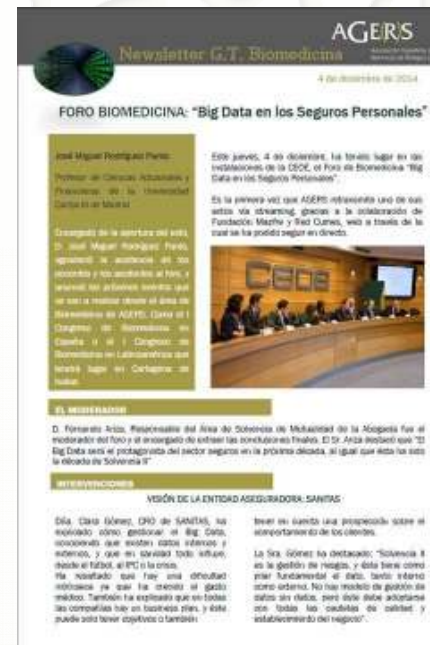 AGERS
Newsletter G.T. Biomedicina
4 de diciembre de 2014
FORO BIOMEDICINA: "Big Data en los Seguros Personales"
José Miguel Rodríguez Pardo
Profesor de Ciencias Actuariales y
Financieras de la Universidad
Carlos III de Madrid
Encargado de la apertura del acto,
D. José Miguel Rodríguez Pardo,
agradeció la asistencia de los
ponentes y los asistentes al foro, y
anunció los próximos eventos que
se van a realizar desde el área de
Biomedicina de AGERS. Como el I
Congreso de Biomedicina en
España o el I Congreso de
Biomedicina en Latinoamérica que
tendrá lugar en Cartagena de
Indias.
Este jueves, 4 de diciembre, ha tenido lugar en las
instalaciones de la CEOE, el Foro de Biomedicina "Big
Data en los Seguros Personales".
Es la primera vez que AGERS retransmite uno de sus
actos vía streaming, gracias a la colaboración de
Fundación Mapfre y Red Cumes, web a través de la
cual se ha podido seguir en directo.
CEOE
EL MODERADOR
D. Fernando Ariza, Responsable del Área de Solvencia de Mutualidad de la Abogacía fue el
moderador del foro y el encargado de extraer las conclusiones finales. El Sr. Ariza destacó que "El
Big Data será el protagonista del sector seguros en la próxima década, al igual que ésta ha sido
la década de Solvencia II"
INTERVENCIONES
VISIÓN DE LA ENTIDAD ASEGURADORA: SANITAS
Dña. Clara Gómez, CRO de SANITAS, ha
explicado cómo gestionar el Big Data,
conociendo que existen datos internos y
externos, y que en sanidad todo influye,
desde el fútbol, al IPC o la crisis.
Ha resaltado que hay una dificultad
intrínseca ya que ha crecido el gasto
médico. También ha explicado que en todas
las compañías hay un business plan, y éste
puede solo tener objetivos o también
tener en cuenta una prospección sobre el
comportamiento de los clientes.
La Sra. Gómez ha destacado: "Solvencia II
es la gestión de riesgos, y ésta tiene como
pilar fundamental el dato, tanto interno
como externo. No hay modelo de gestión de
datos sin datos, pero éste debe adoptarse
con todas las cautelas de calidad y
establecimiento del negocio".